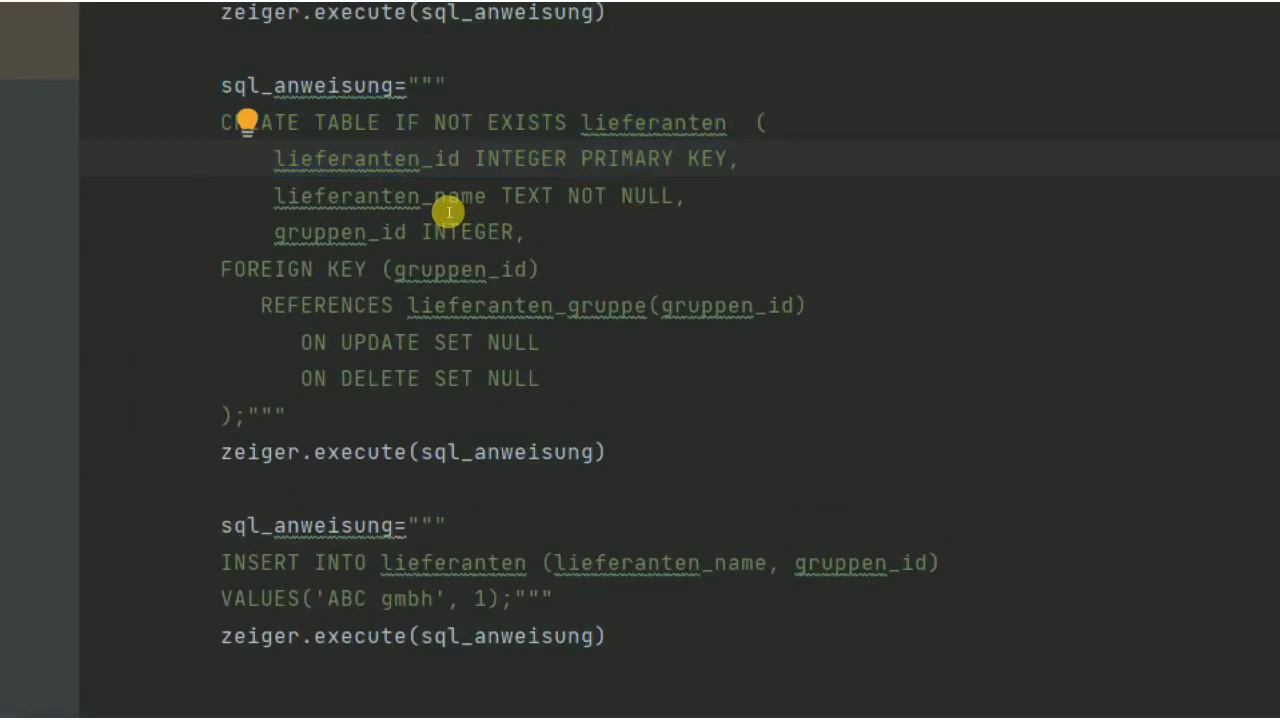 zeiger.execute(sql_anweisung)
sql_anweisung="""
CREATE TABLE IF NOT EXISTS lieferanten  (
lieferanten_id INTEGER PRIMARY KEY,
lieferanten_name TEXT NOT NULL,
gruppen_id INTEGER,
FOREIGN KEY (gruppen_id)
REFERENCES lieferanten_gruppe(gruppen_id)
ON UPDATE SET NULL
ON DELETE SET NULL
);"""
zeiger.execute(sql_anweisung)
sql_anweisung="""
INSERT INTO lieferanten (lieferanten_name, gruppen_id)
VALUES('ABC gmbh', 1);"""
zeiger.execute(sql_anweisung)